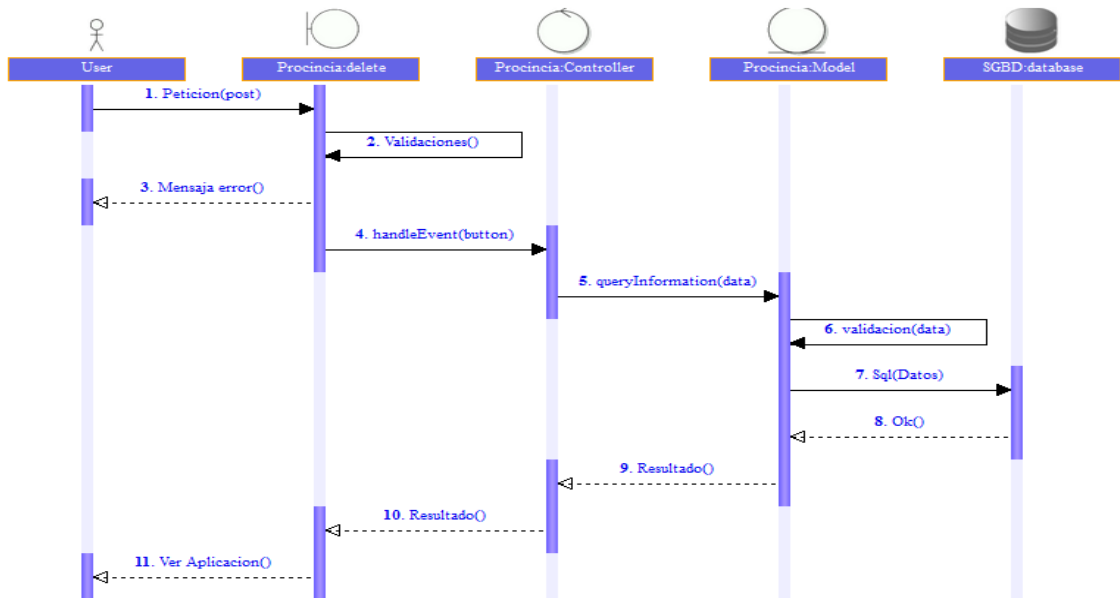 User
Procincia:delete
Procincia:Controller
Procincia:Model
SGBD:database
1. Peticion(post)
2. Validaciones()
3. Mensaja error()
4. handleEvent(button)
5. queryInformation(data)
6. validacion(data)
7. Sql(Datos)
8. Ok()
9. Resultado()
10. Resultado()
11. Ver Aplicacion()